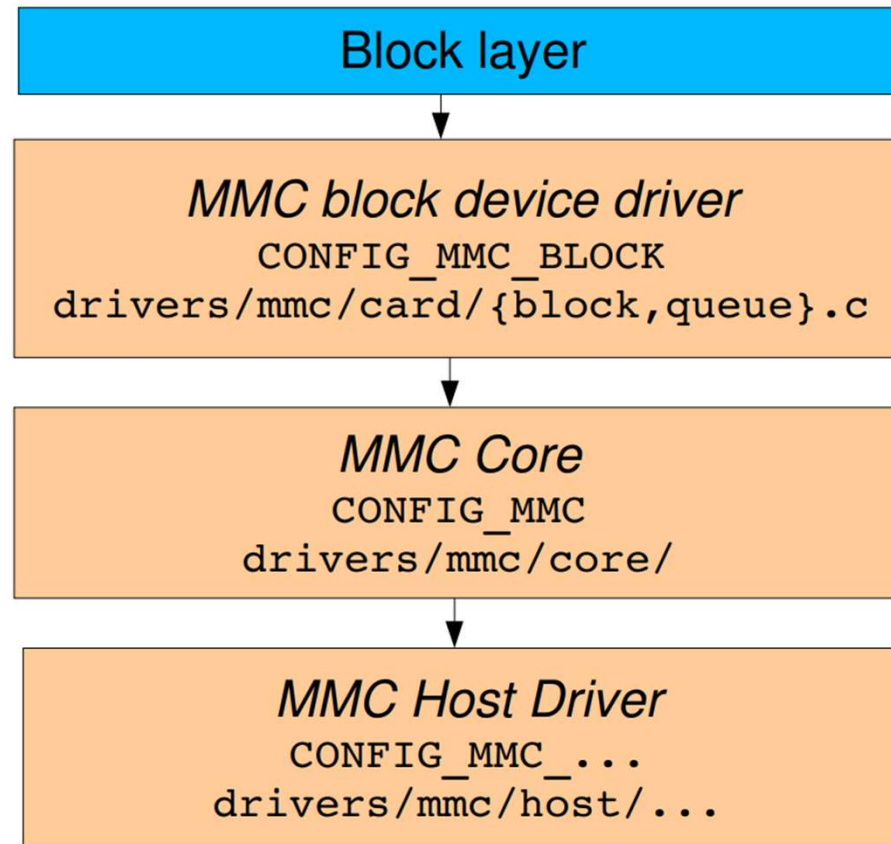 Block layer
MMC block device driver
CONFIG_MMC_BLOCK
drivers/mmc/card/{block,queue}.c
MMC Core
CONFIG_MMC
drivers/mmc/core/
MMC Host Driver
CONFIG_MMC_...
drivers/mmc/host/...